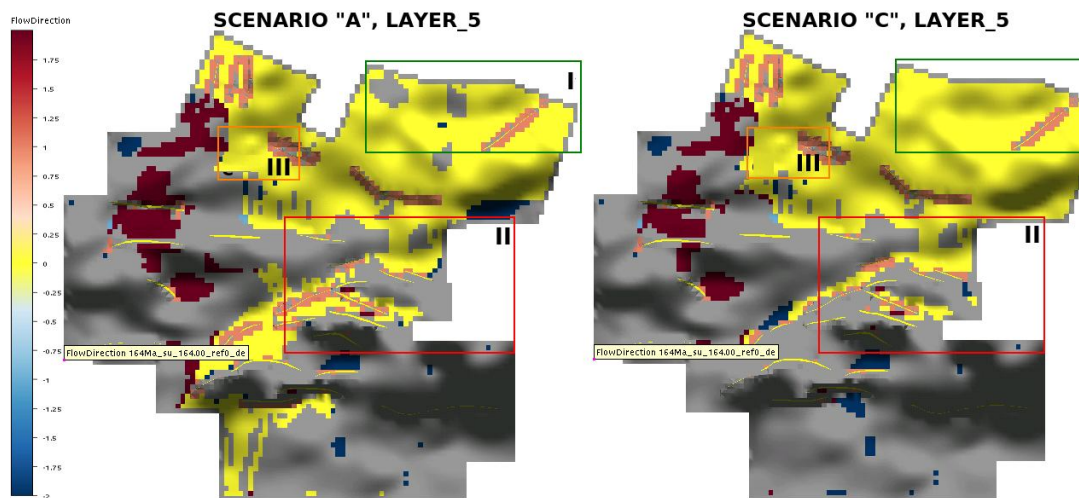 FlowDirection
SCENARIO "A", LAYER_5
SCENARIO "C", LAYER_5
1.75
1.5
1.25
1
0.75
0.5
0.25
0
-0.25
-0.5
-0.75
-1
-1.25
-1.5
-1.75
-2
I
II
III
FlowDirection 164Ma_su_164.00_ref0_de
II
III
FlowDirection 164Ma_su_164.00_ref0_de